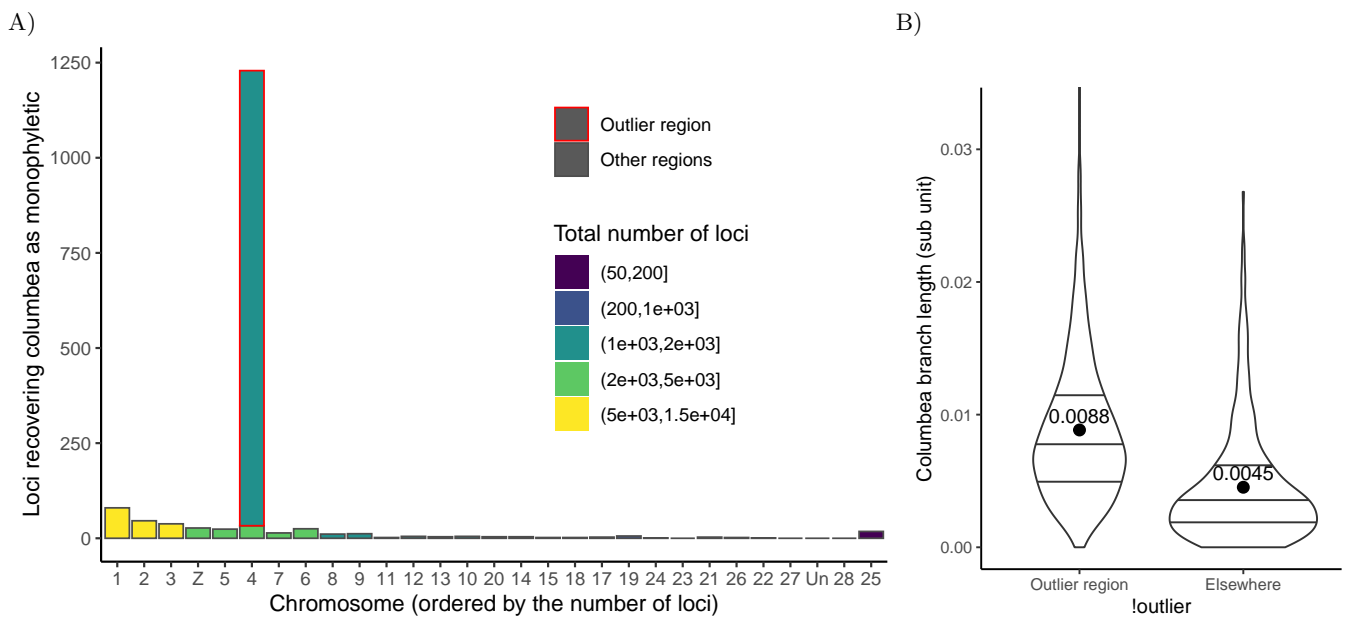 A)
Loci recovering columbea as monophyletic
1250
1000
750
500
250
0
1 2 3 Z 5 4 7 6 8 9 11 12 13 10 20 14 15 18 17 19 24 23 21 26 22 27 Un 28 25
Chromosome (ordered by the number of loci)
Outlier region
Other regions
Total number of loci
(50,200]
(200,1e+03]
(1e+03,2e+03]
(2e+03,5e+03]
(5e+03,1.5e+04]
B)
Columbea branch length (sub unit)
0.03
0.02
0.01
0.00
0.0088
0.0045
Outlier region Elsewhere
!outlier